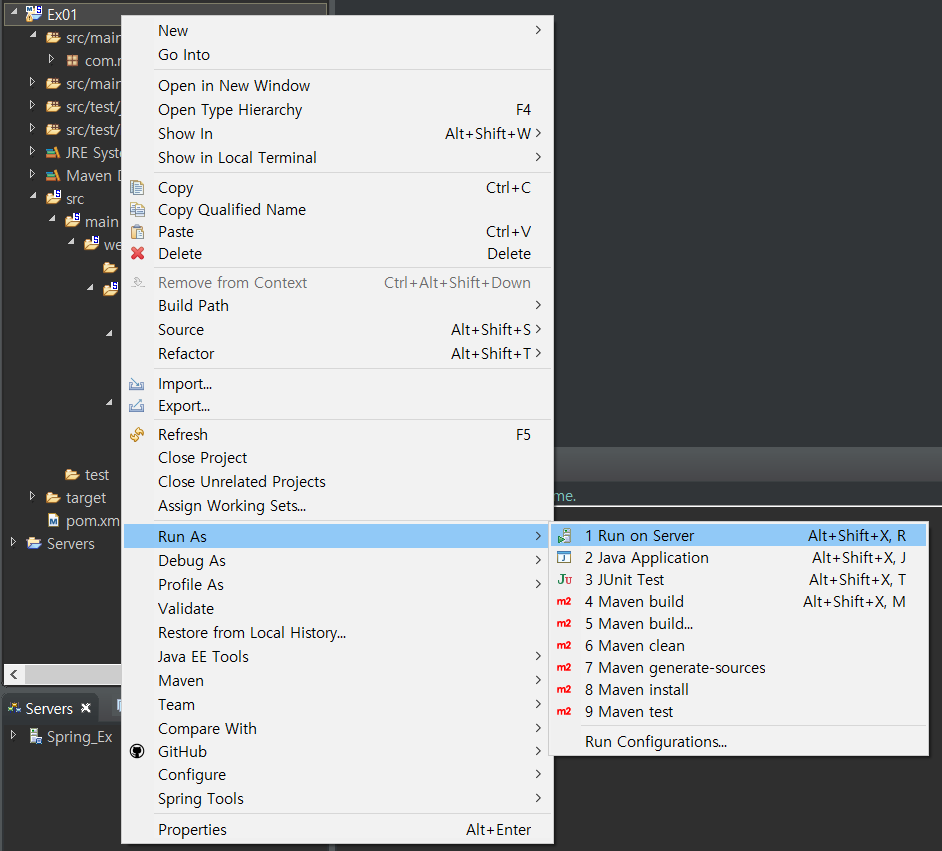 Ex01
src/main
com.
src/main
src/test/
src/test/
JRE Syst
Maven D
src
main
we
test
target
pom.xm
Servers
Servers
Spring_Ex
New
Go Into
Open in New Window
Open Type Hierarchy F4
Show In Alt+Shift+W
Show in Local Terminal
Copy Ctrl+C
Copy Qualified Name
Paste Ctrl+V
Delete Delete
Remove from Context Ctrl+Alt+Shift+Down
Build Path
Source Alt+Shift+S
Refactor Alt+Shift+T
Import...
Export...
Refresh F5
Close Project
Close Unrelated Projects
Assign Working Sets...
Run As
Debug As
Profile As
Validate
Restore from Local History...
Java EE Tools
Maven
Team
Compare With
GitHub
Configure
Spring Tools
Properties Alt+Enter
me.
1 Run on Server Alt+Shift+X, R
2 Java Application Alt+Shift+X, J
3 JUnit Test Alt+Shift+X, T
4 Maven build Alt+Shift+X, M
5 Maven build...
6 Maven clean
7 Maven generate-sources
8 Maven install
9 Maven test
Run Configurations...